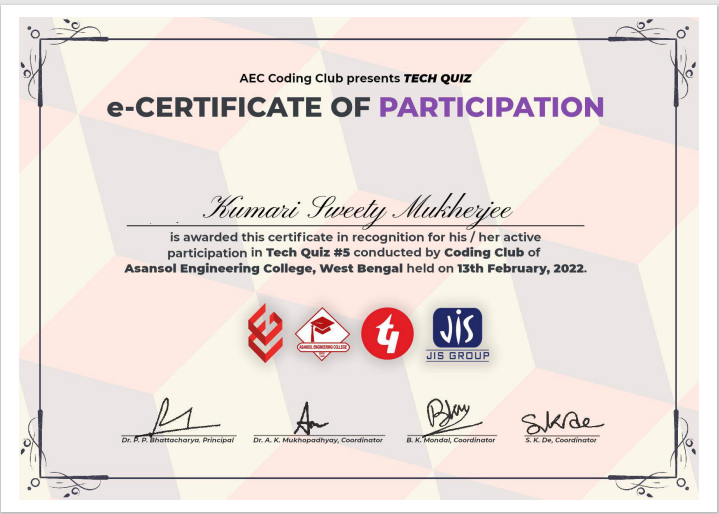 AEC Coding Club presents TECH QUIZ
e-CERTIFICATE OF PARTICIPATION
Kumari Sweety Mukherjee
is awarded this certificate in recognition for his / her active
participation in Tech Quiz #5 conducted by Coding Club of
Asansol Engineering College, West Bengal held on 13th February, 2022.
ASANSOL ENGINEERING COLLEGE
JIS
JIS GROUP
Dr. P. P. Bhattacharya, Principal
Dr. A. K. Mukhopadhyay, Coordinator
B. K. Mondal, Coordinator
S. K. De, Coordinator